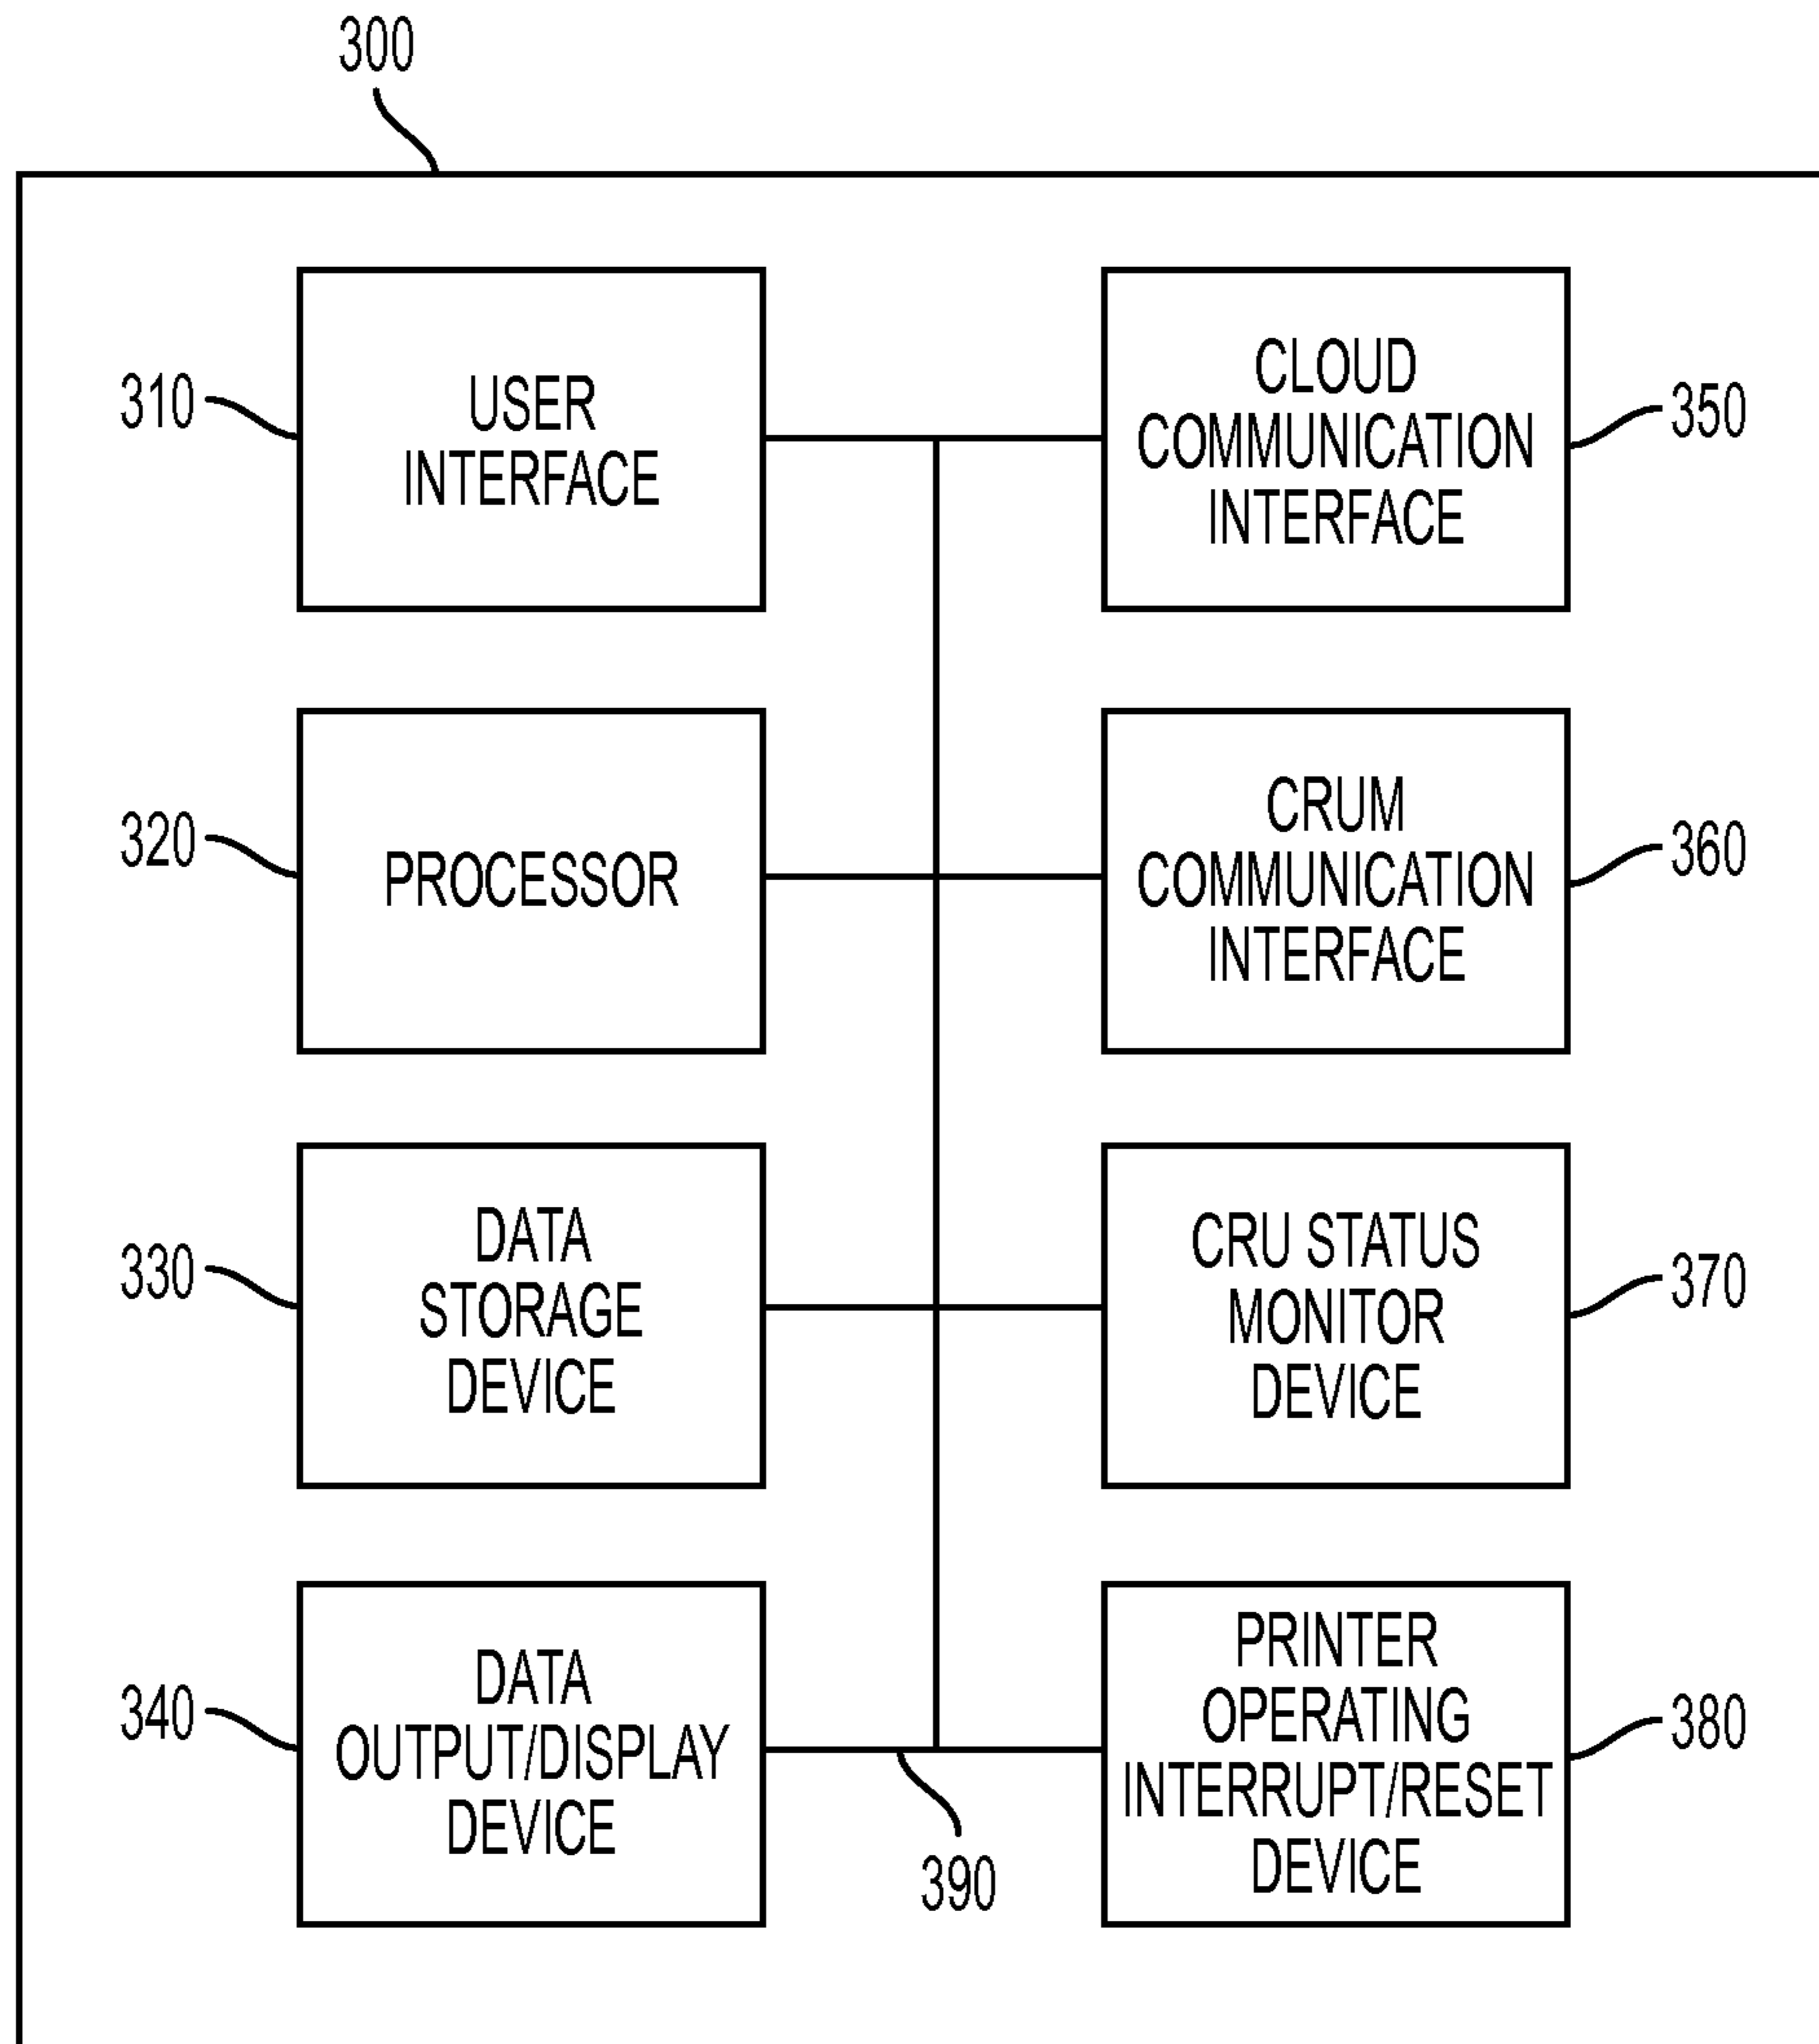 300
310
USER
INTERFACE
CLOUD
COMMUNICATION
INTERFACE
350
320
PROCESSOR
CRUM
COMMUNICATION
INTERFACE
360
330
DATA
STORAGE
DEVICE
CRU STATUS
MONITOR
DEVICE
370
340
DATA
OUTPUT/DISPLAY
DEVICE
390
PRINTER
OPERATING
INTERRUPT/RESET
DEVICE
380